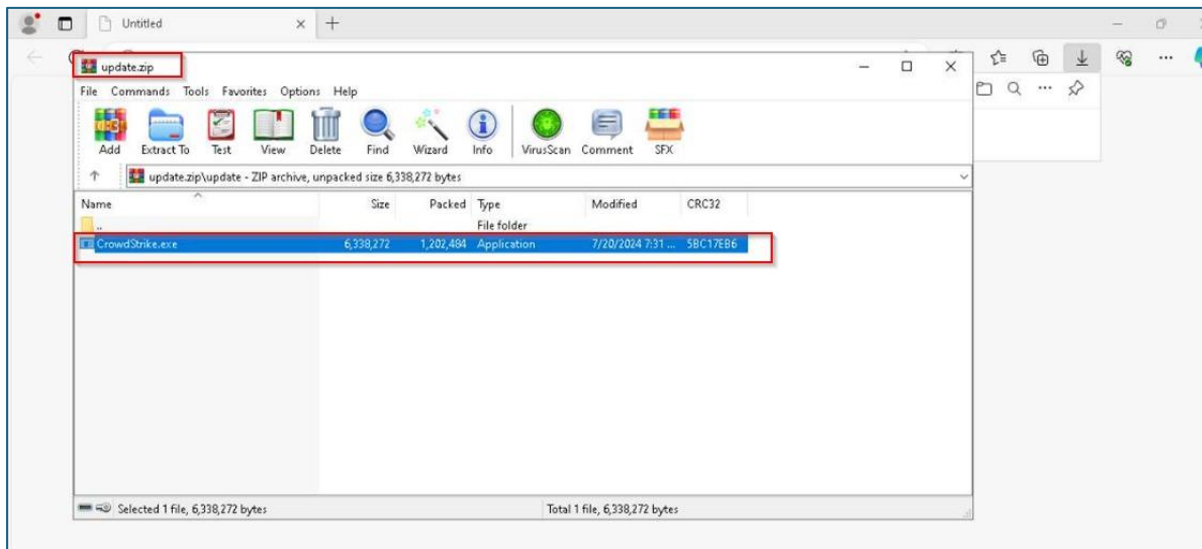 Untitled
update.zip
File Commands Tools Favorites Options Help
Add Extract To Test View Delete Find Wizard Info VirusScan Comment SFX
update.zip\update - ZIP archive, unpacked size 6,338,272 bytes
Name Size Packed Type Modified CRC32
.. File folder
CrowdStrike.exe 6,338,272 1,202,484 Application 7/20/2024 7:31 ... 5BC17EB6
Selected 1 file, 6,338,272 bytes Total 1 file, 6,338,272 bytes